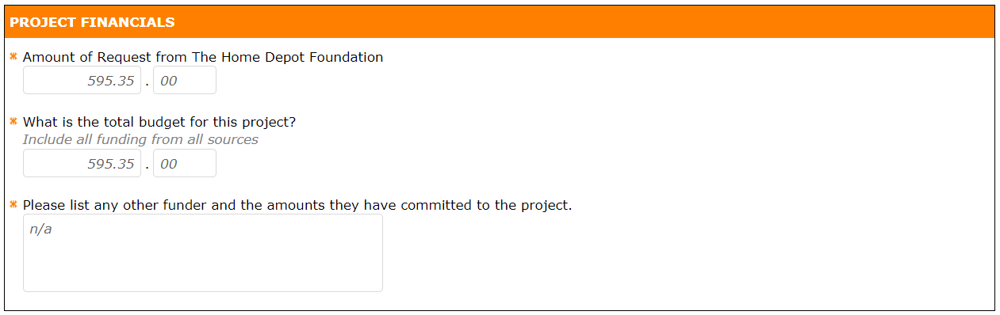 PROJECT FINANCIALS
* Amount of Request from The Home Depot Foundation
595.35 . 00
* What is the total budget for this project?
Include all funding from all sources
595.35 . 00
* Please list any other funder and the amounts they have committed to the project.
n/a